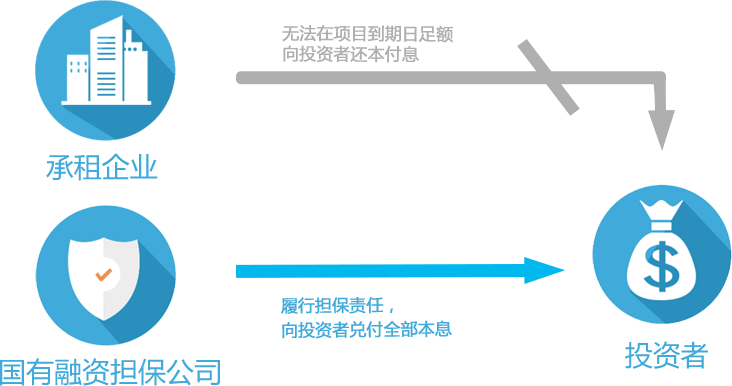 无法在项目到期日足额
向投资者还本付息
承租企业
履行担保责任，
向投资者兑付全部本息
国有融资担保公司
$
投资者